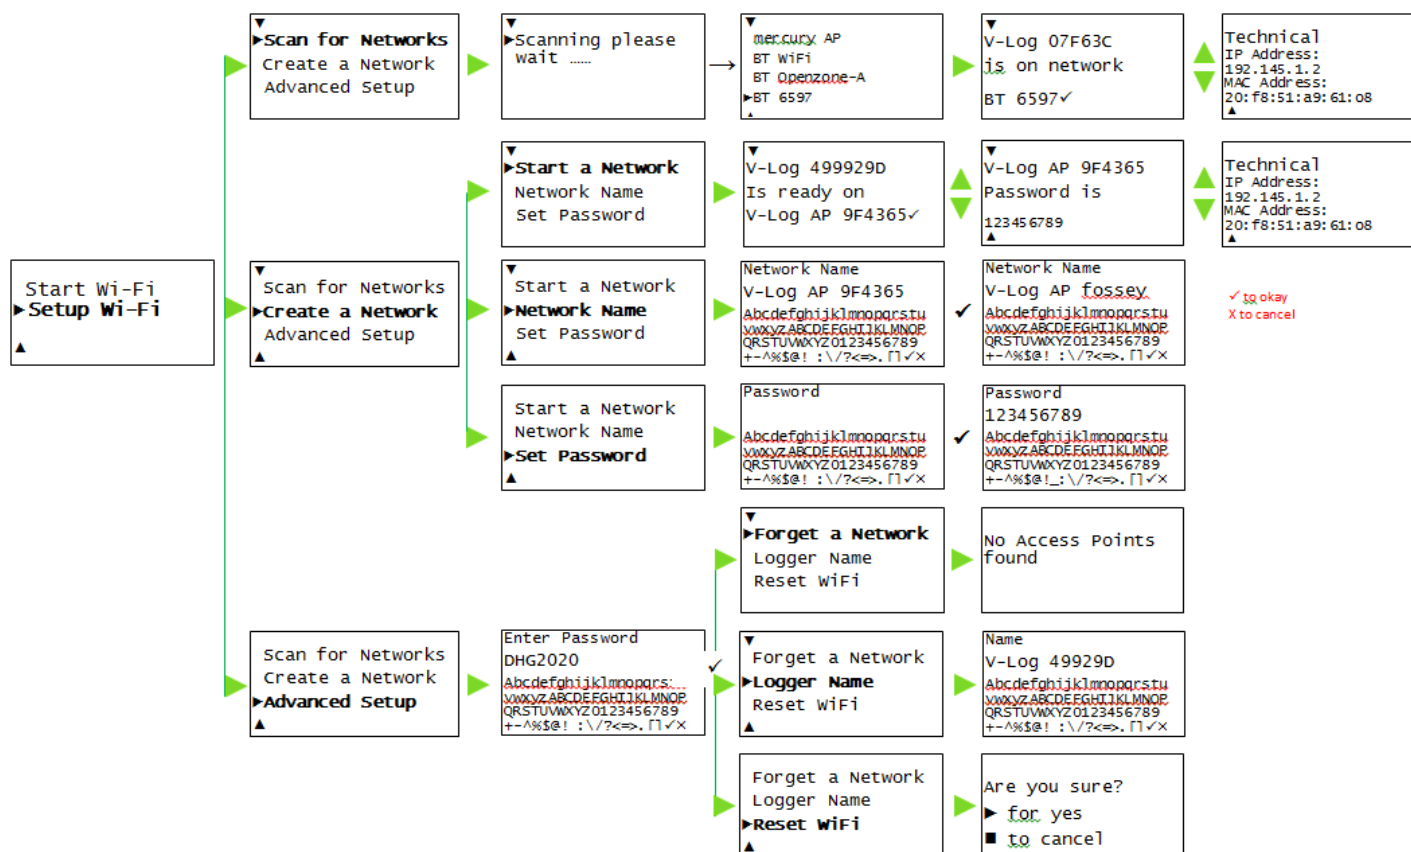 ▼
▶Scan for Networks
Create a Network
Advanced Setup
▼
▶Scanning please
wait ......
▼
mercury AP
BT WiFi
BT Openzone-A
▶BT 6597
▲
▼
V-Log 07F63C
is on network
BT 6597✓
Technical
IP Address:
192.145.1.2
MAC Address:
20:f8:51:a9:61:o8
▲
▼
▶Start a Network
Network Name
Set Password
▼
V-Log 499929D
Is ready on
V-Log AP 9F4365✓
▼
V-Log AP 9F4365
Password is
123456789
▲
Technical
IP Address:
192.145.1.2
MAC Address:
20:f8:51:a9:61:o8
▲
Start Wi-Fi
▶Setup Wi-Fi
▲
▼
Scan for Networks
▶Create a Network
Advanced Setup
▲
▼
Start a Network
▶Network Name
Set Password
▲
Network Name
V-Log AP 9F4365
Abcdefghijklmnopqrstu
vwxyzABCDEFGHIJKLMNOP
QRSTUVWXYZ0123456789
+-^%$@! :\/?<=>.[]✓×
✓
Network Name
V-Log AP fossey
Abcdefghijklmnopqrstu
vwxyzABCDEFGHIJKLMNOP
QRSTUVWXYZ0123456789
+-^%$@! :\/?<=>.[]✓×
✓ to okay
X to cancel
Start a Network
Network Name
▶Set Password
▲
Password
Abcdefghijklmnopqrstu
vwxyzABCDEFGHIJKLMNOP
QRSTUVWXYZ0123456789
+-^%$@! :\/?<=>.[]✓×
✓
Password
123456789
Abcdefghijklmnopqrstu
vwxyzABCDEFGHIJKLMNOP
QRSTUVWXYZ0123456789
+-^%$@!_:\/?<=>.[]✓×
▼
▶Forget a Network
Logger Name
Reset WiFi
No Access Points
found
Scan for Networks
Create a Network
▶Advanced Setup
▲
Enter Password
DHG2020
Abcdefghijklmnopqrs
vwxyzABCDEFGHIJKLMNOP
QRSTUVWXYZ0123456789
+-^%$@! :\/?<=>.[]✓×
✓
▼
Forget a Network
▶Logger Name
Reset WiFi
▲
Name
V-Log 49929D
Abcdefghijklmnopqrstu
vwxyzABCDEFGHIJKLMNOP
QRSTUVWXYZ0123456789
+-^%$@! :\/?<=>.[]✓×
Forget a Network
Logger Name
▶Reset WiFi
▲
Are you sure?
▶ for yes
■ to cancel